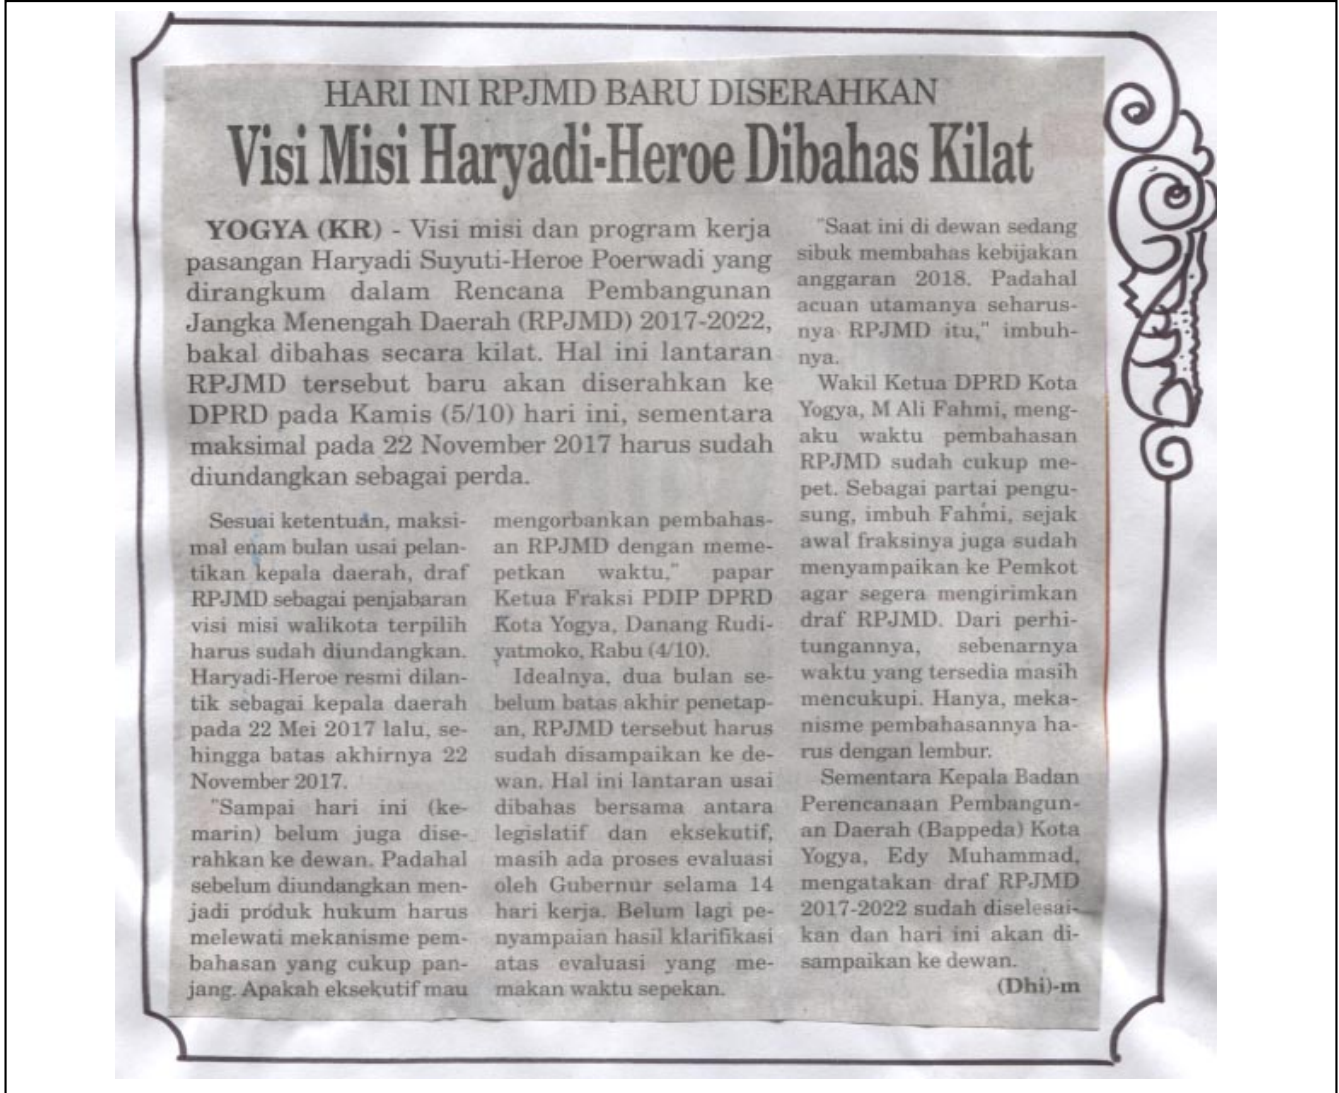 HARI INI RPJMD BARU DISERAHKAN
Visi Misi Haryadi-Heroe Dibahas Kilat
YOGYA (KR) - Visi misi dan program kerja
pasangan Haryadi Suyuti-Heroe Poerwadi yang
dirangkum dalam Rencana Pembangunan
Jangka Menengah Daerah (RPJMD) 2017-2022,
bakal dibahas secara kilat. Hal ini lantaran
RPJMD tersebut baru akan diserahkan ke
DPRD pada Kamis (5/10) hari ini, sementara
maksimal pada 22 November 2017 harus sudah
diundangkan sebagai perda.
Sesuai ketentuan, maksi-
mal enam bulan usai pelan-
tikan kepala daerah, draf
RPJMD sebagai penjabaran
visi misi walikota terpilih
harus sudah diundangkan.
Haryadi-Heroe resmi dilan-
tik sebagai kepala daerah
pada 22 Mei 2017 lalu, se-
hingga batas akhirnya 22
November 2017.
"Sampai hari ini (ke-
marin) belum juga dise-
rahkan ke dewan. Padahal
sebelum diundangkan men-
jadi produk hukum harus
melewati mekanisme pem-
bahasan yang cukup pan-
jang. Apakah eksekutif mau
mengorbankan pembahas-
an RPJMD dengan meme-
petkan waktu," papar
Ketua Fraksi PDIP DPRD
Kota Yogya, Danang Rudi-
yatmoko, Rabu (4/10).
Idealnya, dua bulan se-
belum batas akhir penetap-
an, RPJMD tersebut harus
sudah disampaikan ke de-
wan. Hal ini lantaran usai
dibahas bersama antara
legislatif dan eksekutif,
masih ada proses evaluasi
oleh Gubernur selama 14
hari kerja. Belum lagi pe-
nyampaian hasil klarifikasi
atas evaluasi yang me-
makan waktu sepekan.
"Saat ini di dewan sedang
sibuk membahas kebijakan
anggaran 2018. Padahal
acuan utamanya seharus-
nya RPJMD itu," imbuh-
nya.
Wakil Ketua DPRD Kota
Yogya, M Ali Fahmi, meng-
aku waktu pembahasan
RPJMD sudah cukup me-
pet. Sebagai partai pengu-
sung, imbuh Fahmi, sejak
awal fraksinya juga sudah
menyampaikan ke Pemkot
agar segera mengirimkan
draf RPJMD. Dari perhi-
tungannya, sebenarnya
waktu yang tersedia masih
mencukupi. Hanya, meka-
nisme pembahasannya ha-
rus dengan lembur.
Sementara Kepala Badan
Perencanaan Pembangun-
an Daerah (Bappeda) Kota
Yogya, Edy Muhammad,
mengatakan draf RPJMD
2017-2022 sudah diselesai-
kan dan hari ini akan di-
sampaikan ke dewan.
(Dhi)-m